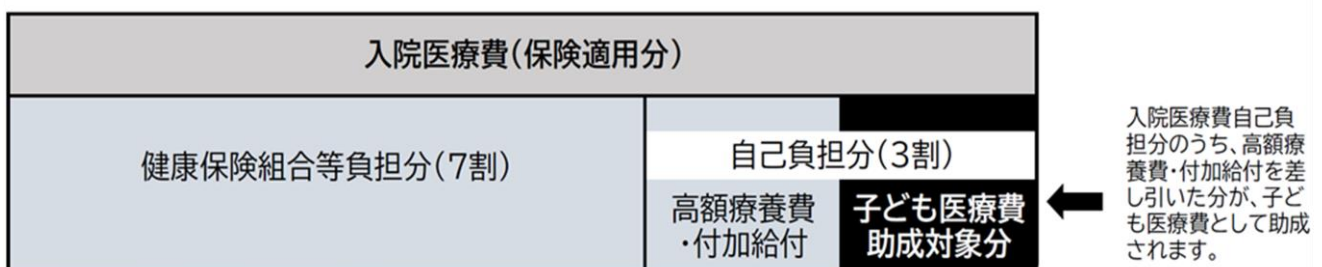 入院医療費(保険適用分)
健康保険組合等負担分(7割)
自己負担分(3割)
高額療養費
・付加給付
子ども医療費
助成対象分
入院医療費自己負
担分のうち、高額療
養費・付加給付を差
し引いた分が、子ど
も医療費として助成
されます。